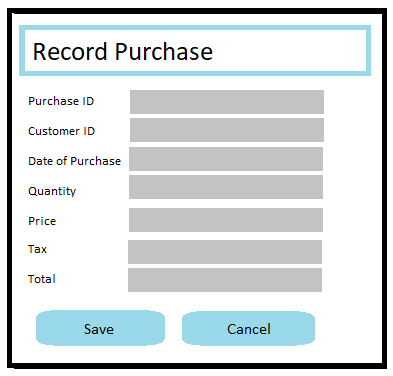 Record Purchase
Purchase ID
Customer ID
Date of Purchase
Quantity
Price
Tax
Total
Save Cancel